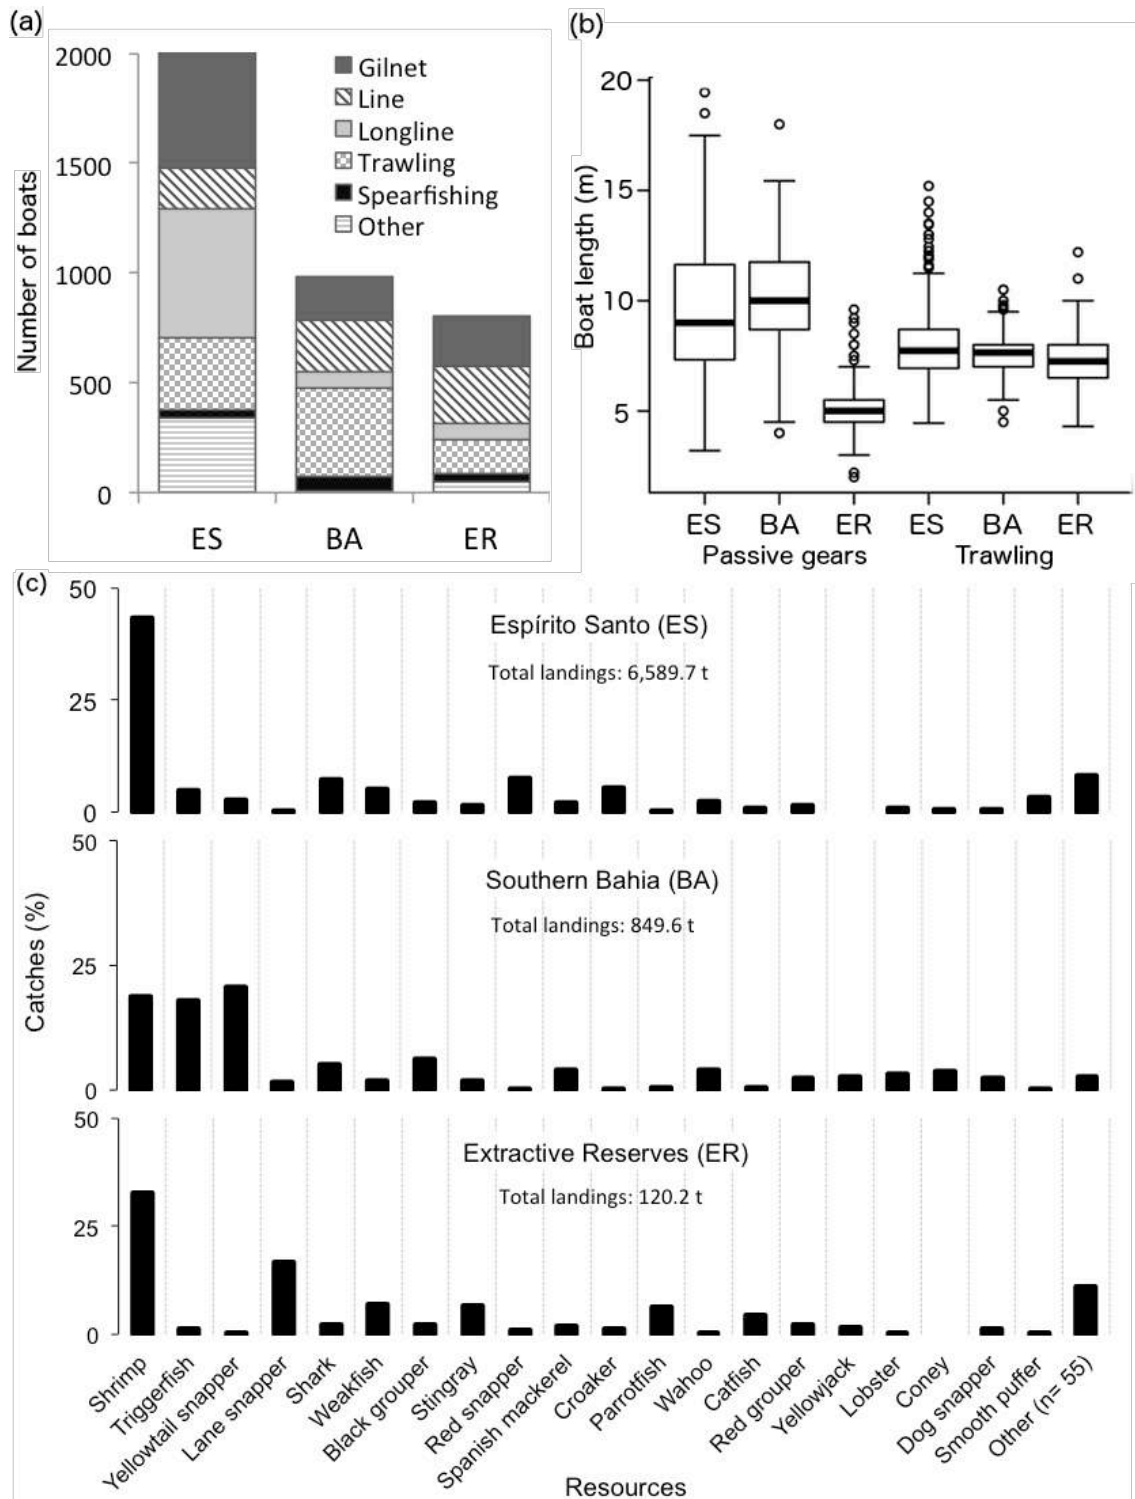 (a)
Number of boats
2000
1500
1000
500
0
Gilnet
Line
Longline
Trawling
Spearfishing
Other
ES BA ER
(b)
Boat length (m)
20
15
10
5
ES BA ER ES BA ER
Passive gears Trawling
(c)
Catches (%)
50
25
0
Espírito Santo (ES)
Total landings: 6,589.7 t
50
25
0
Southern Bahia (BA)
Total landings: 849.6 t
50
25
0
Extractive Reserves (ER)
Total landings: 120.2 t
Shrimp
Triggerfish
Yellowtail snapper
Lane snapper
Shark
Weakfish
Black grouper
Stingray
Red snapper
Spanish mackerel
Croaker
Parrotfish
Wahoo
Catfish
Red grouper
Yellowjack
Lobster
Coney
Dog snapper
Smooth puffer
Other (n= 55)
Resources